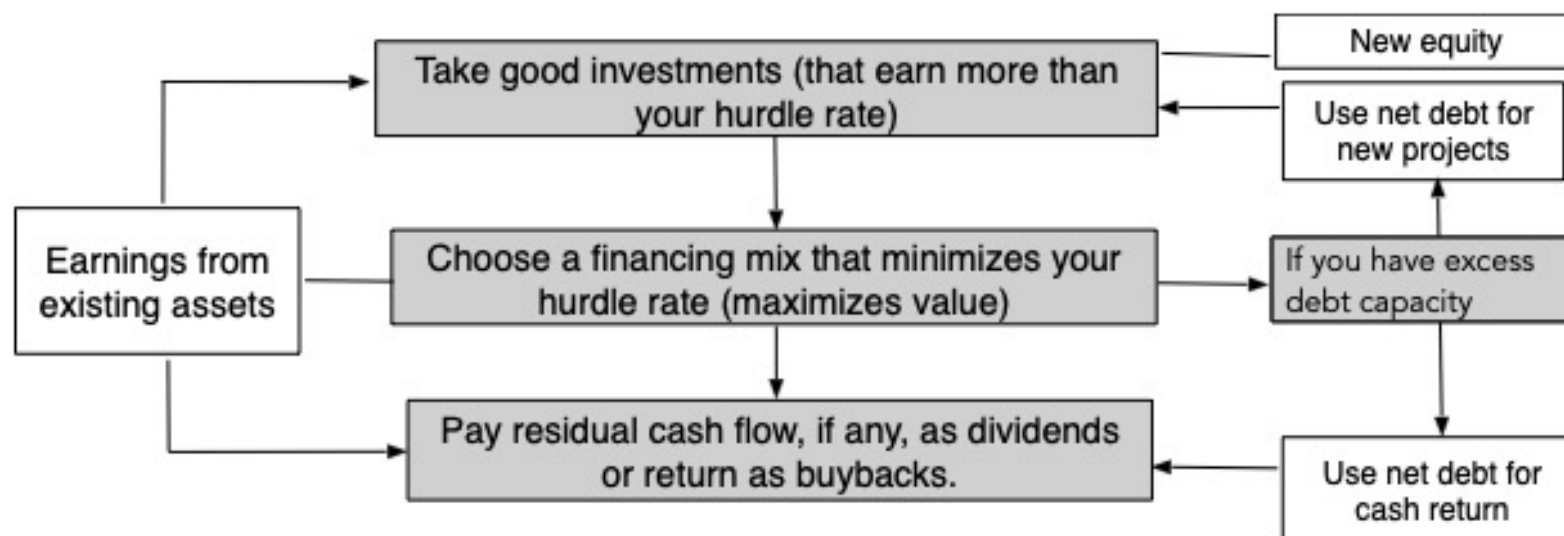 New equity
Take good investments (that earn more than
your hurdle rate)
Use net debt for
new projects
Earnings from
existing assets
Choose a financing mix that minimizes your
hurdle rate (maximizes value)
If you have excess
debt capacity
Pay residual cash flow, if any, as dividends
or return as buybacks.
Use net debt for
cash return